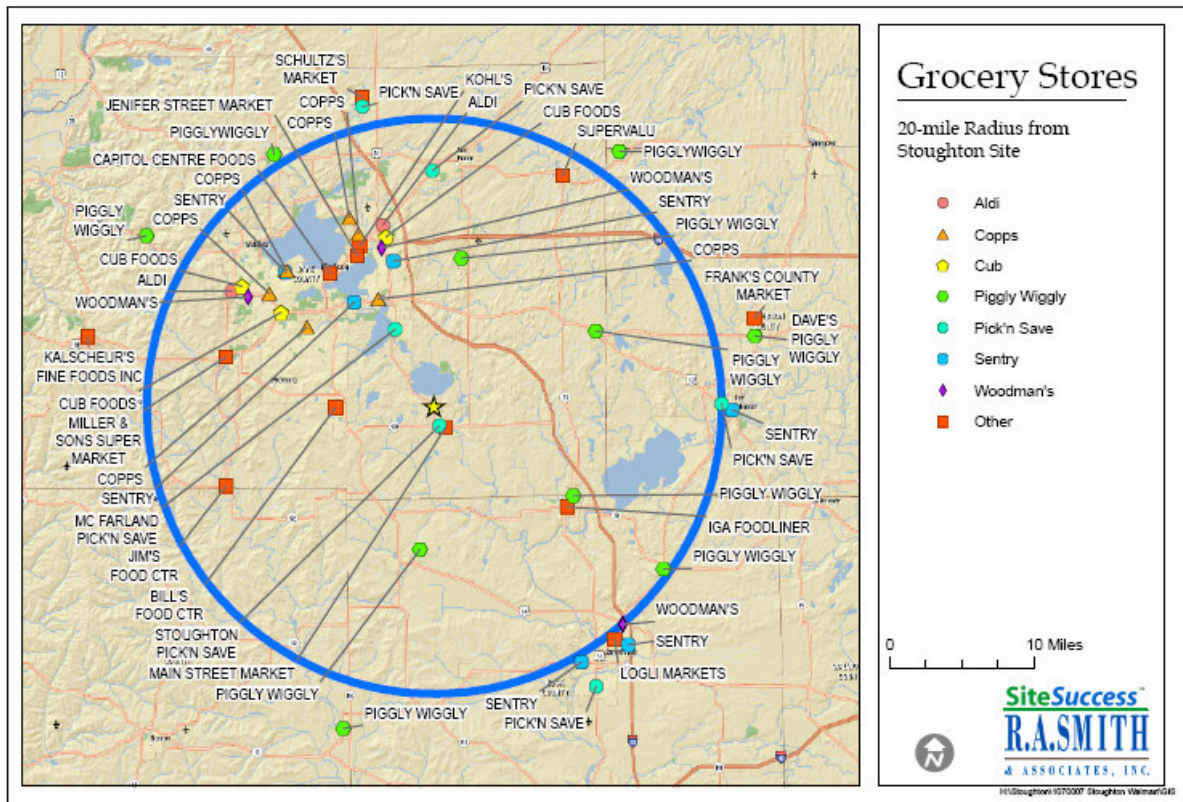 SCHULTZ'S
MARKET
KOHL'S
PICK'N SAVE
PICK'N SAVE
COPPS
ALDI
JENIFER STREET MARKET
COPPS
CUB FOODS
PIGGLYWIGGLY
SUPERVALU
CAPITOL CENTRE FOODS
PIGGLYWIGGLY
COPPS
WOODMAN'S
SENTRY
SENTRY
COPPS
PIGGLY WIGGLY
PIGGLY
WIGGLY
COPPS
CUB FOODS
FRANK'S COUNTY
MARKET
ALDI
WOODMAN'S
DAVE'S
PIGGLY
WIGGLY
KALSCHEUR'S
FINE FOODS INC
PIGGLY
WIGGLY
CUB FOODS
MILLER &
SONS SUPER
MARKET
SENTRY
PICK'N SAVE
COPPS
SENTRY
PIGGLY WIGGLY
MC FARLAND
PICK'N SAVE
IGA FOODLINER
JIM'S
FOOD CTR
PIGGLY WIGGLY
BILL'S
FOOD CTR
WOODMAN'S
STOUGHTON
PICK'N SAVE
SENTRY
MAIN STREET MARKET
LOGLI MARKETS
PIGGLY WIGGLY
SENTRY
PIGGLY WIGGLY
PICK'N SAVE
Grocery Stores
20-mile Radius from
Stoughton Site
Aldi
Copps
Cub
Piggly Wiggly
Pick'n Save
Sentry
Woodman's
Other
0 10 Miles
SiteSuccess™
R.A.SMITH
& ASSOCIATES, INC.
N
H:\Stoughton\1070007 Stoughton Walmart\GIS